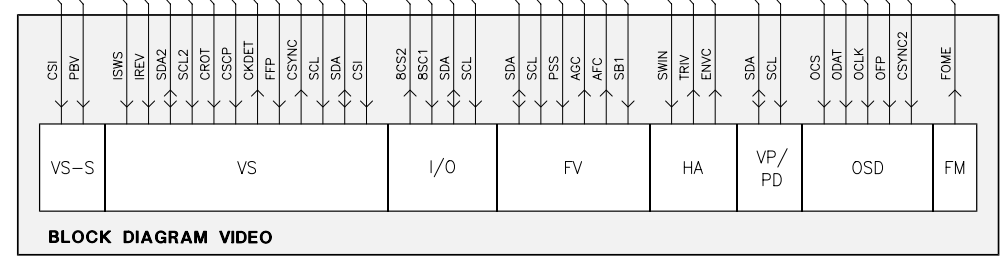 CSI
PBV
ISWS
IREV
SDA2
SCL2
CROT
CSCP
CKDET
FFP
CSYNC
SCL
SDA
CSI
8CS2
8SC1
SDA
SCL
SDA
SCL
PSS
AGC
AFC
SB1
SWIN
TRIV
ENVC
SDA
SCL
OCS
ODAT
OCLK
OFP
CSYNC2
FOME
VS-S
VS
I/O
FV
HA
VP/
PD
OSD
FM
BLOCK DIAGRAM VIDEO